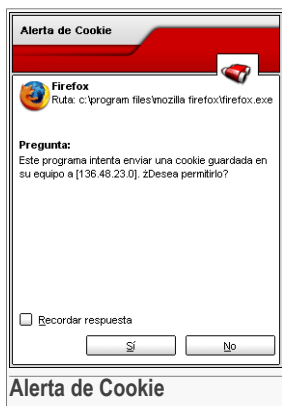 Alerta de Cookie
Firefox
Ruta: c:\program files\mozilla firefox\firefox.exe
Pregunta:
Este programa intenta enviar una cookie guardada en
su equipo a [136.48.23.0]. żDesea permitirlo?
Recordar respuesta
Sí
No
Alerta de Cookie